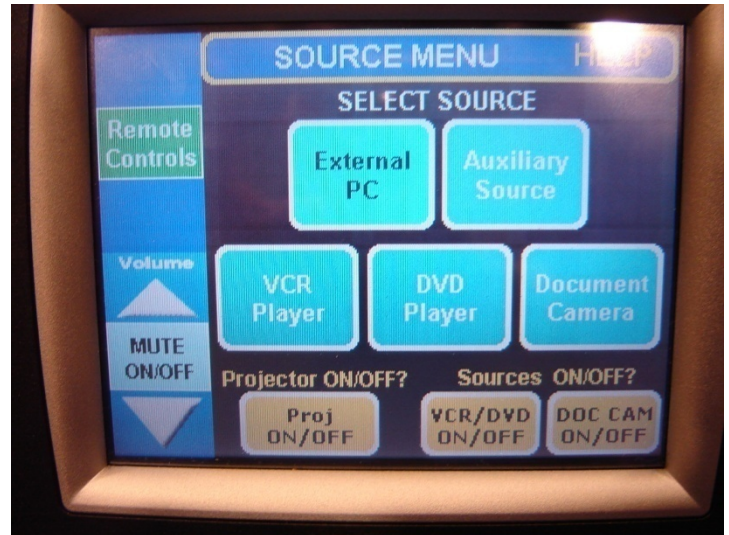 SOURCE MENU HELP
SELECT SOURCE
Remote
Controls
External
PC
Auxiliary
Source
Volume
MUTE
ON/OFF
VCR
Player
DVD
Player
Document
Camera
Projector ON/OFF?
Sources ON/OFF?
Proj
ON/OFF
VCR/DVD
ON/OFF
DOC CAM
ON/OFF